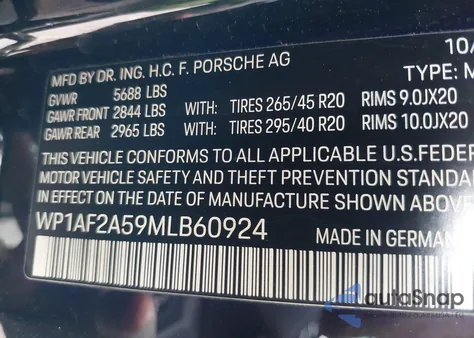 MFD BY DR. ING. H.C. F. PORSCHE AG 10/
GVWR 5688 LBS TYPE: M
GAWR FRONT 2844 LBS WITH: TIRES 265/45 R20 RIMS 9.0JX20
GAWR REAR 2965 LBS WITH: TIRES 295/40 R20 RIMS 10.0JX20
THIS VEHICLE CONFORMS TO ALL APPLICABLE U.S.FEDER
MOTOR VEHICLE SAFETY AND THEFT PREVENTION STANDAR
IN EFFECT ON THE DATE OF MANUFACTURE SHOWN ABOVE
WP1AF2A59MLB60924 MADE IN GERMAN
autoSnap